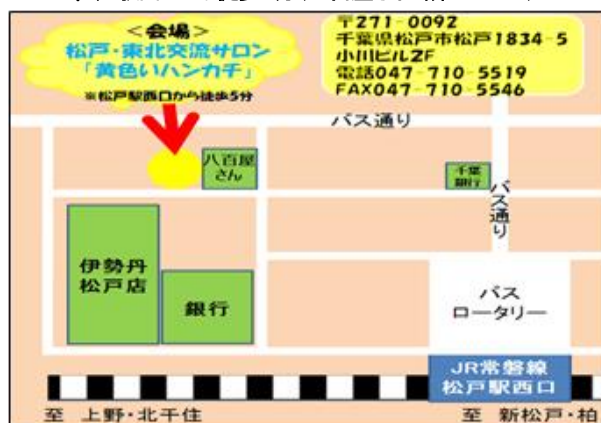 ＜会場＞
松戸・東北交流サロン
「黄色いハンカチ」
※松戸駅西口から徒歩5分
〒271-0092
千葉県松戸市松戸1834-5
小川ビル2F
電話047-710-5519
FAX047-710-5546
バス通り
八百屋
さん
千葉
銀行
バス通り
伊勢丹
松戸店
銀行
バス
ロータリー
JR常磐線
松戸駅西口
至 上野・北千住
至 新松戸・柏